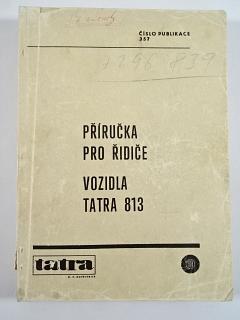 ČÍSLO PUBLIKACE
357
PŘÍRUČKA
PRO ŘIDIČE
VOZIDLA
TATRA 813
tatra